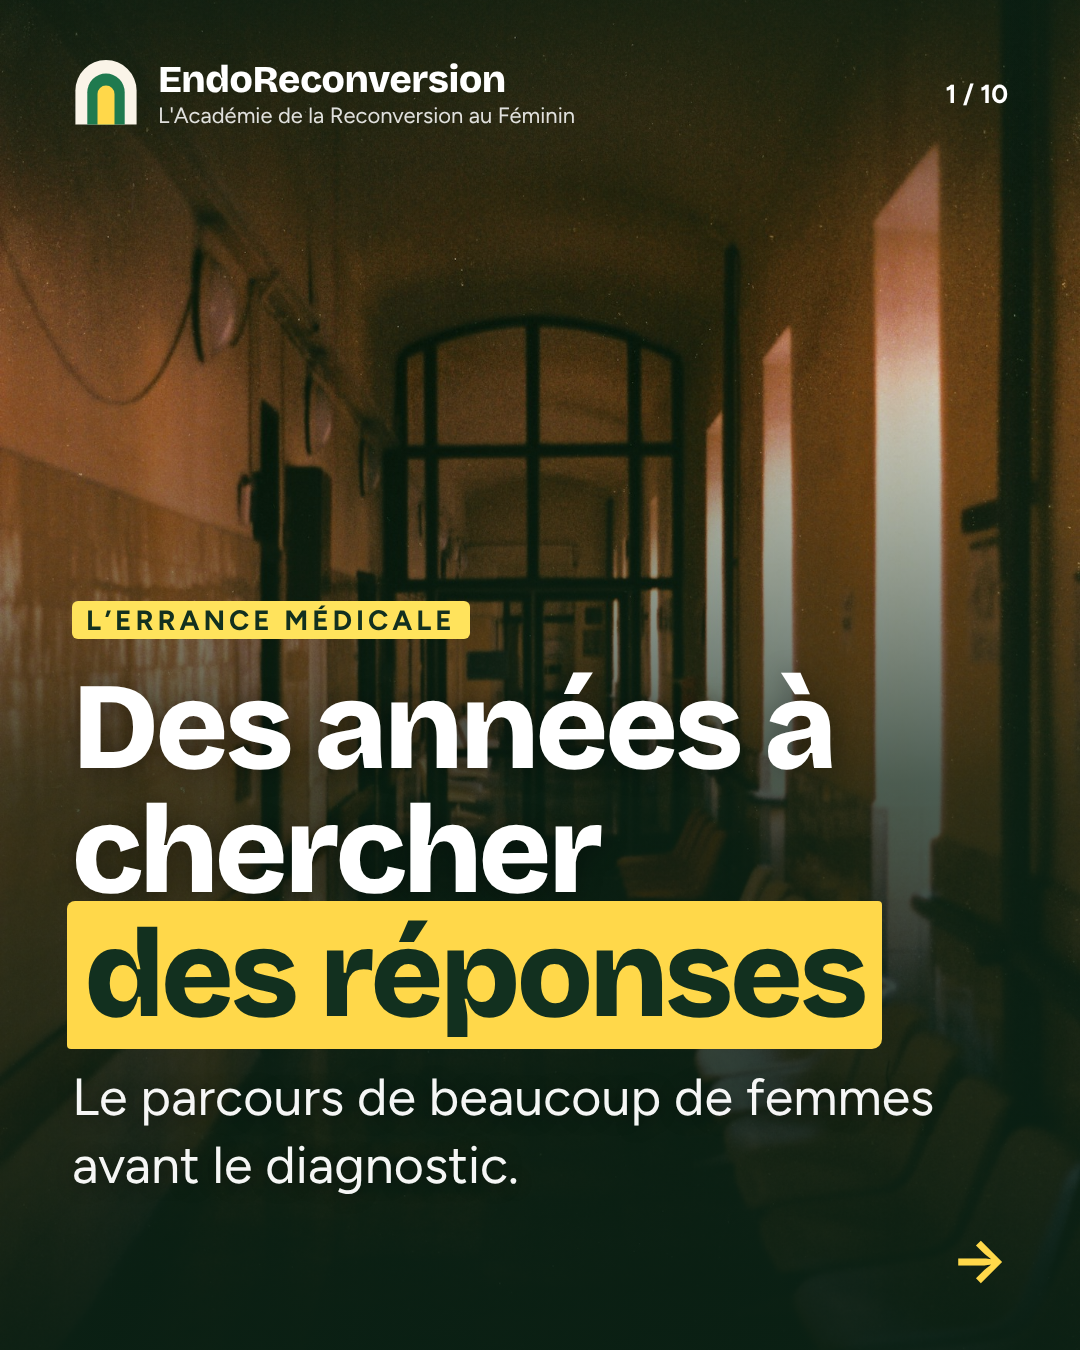 EndoReconversion
L'Académie de la Reconversion au Féminin
1 / 10
L’ERRANCE MÉDICALE
Des années à
chercher
des réponses
Le parcours de beaucoup de femmes
avant le diagnostic.